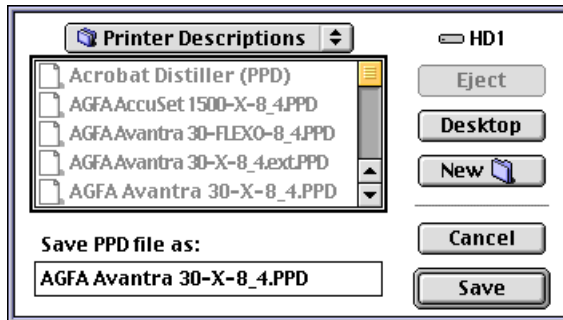 Printer Descriptions
HD1
Acrobat Distiller (PPD)
AGFA AccuSet 1500-X-8_4.PPD
AGFA Avantra 30-FLEXO-8_4.PPD
AGFA Avantra 30-X-8_4.ext.PPD
AGFA Avantra 30-X-8_4.PPD
Eject
Desktop
New
Save PPD file as:
AGFA Avantra 30-X-8_4.PPD
Cancel
Save